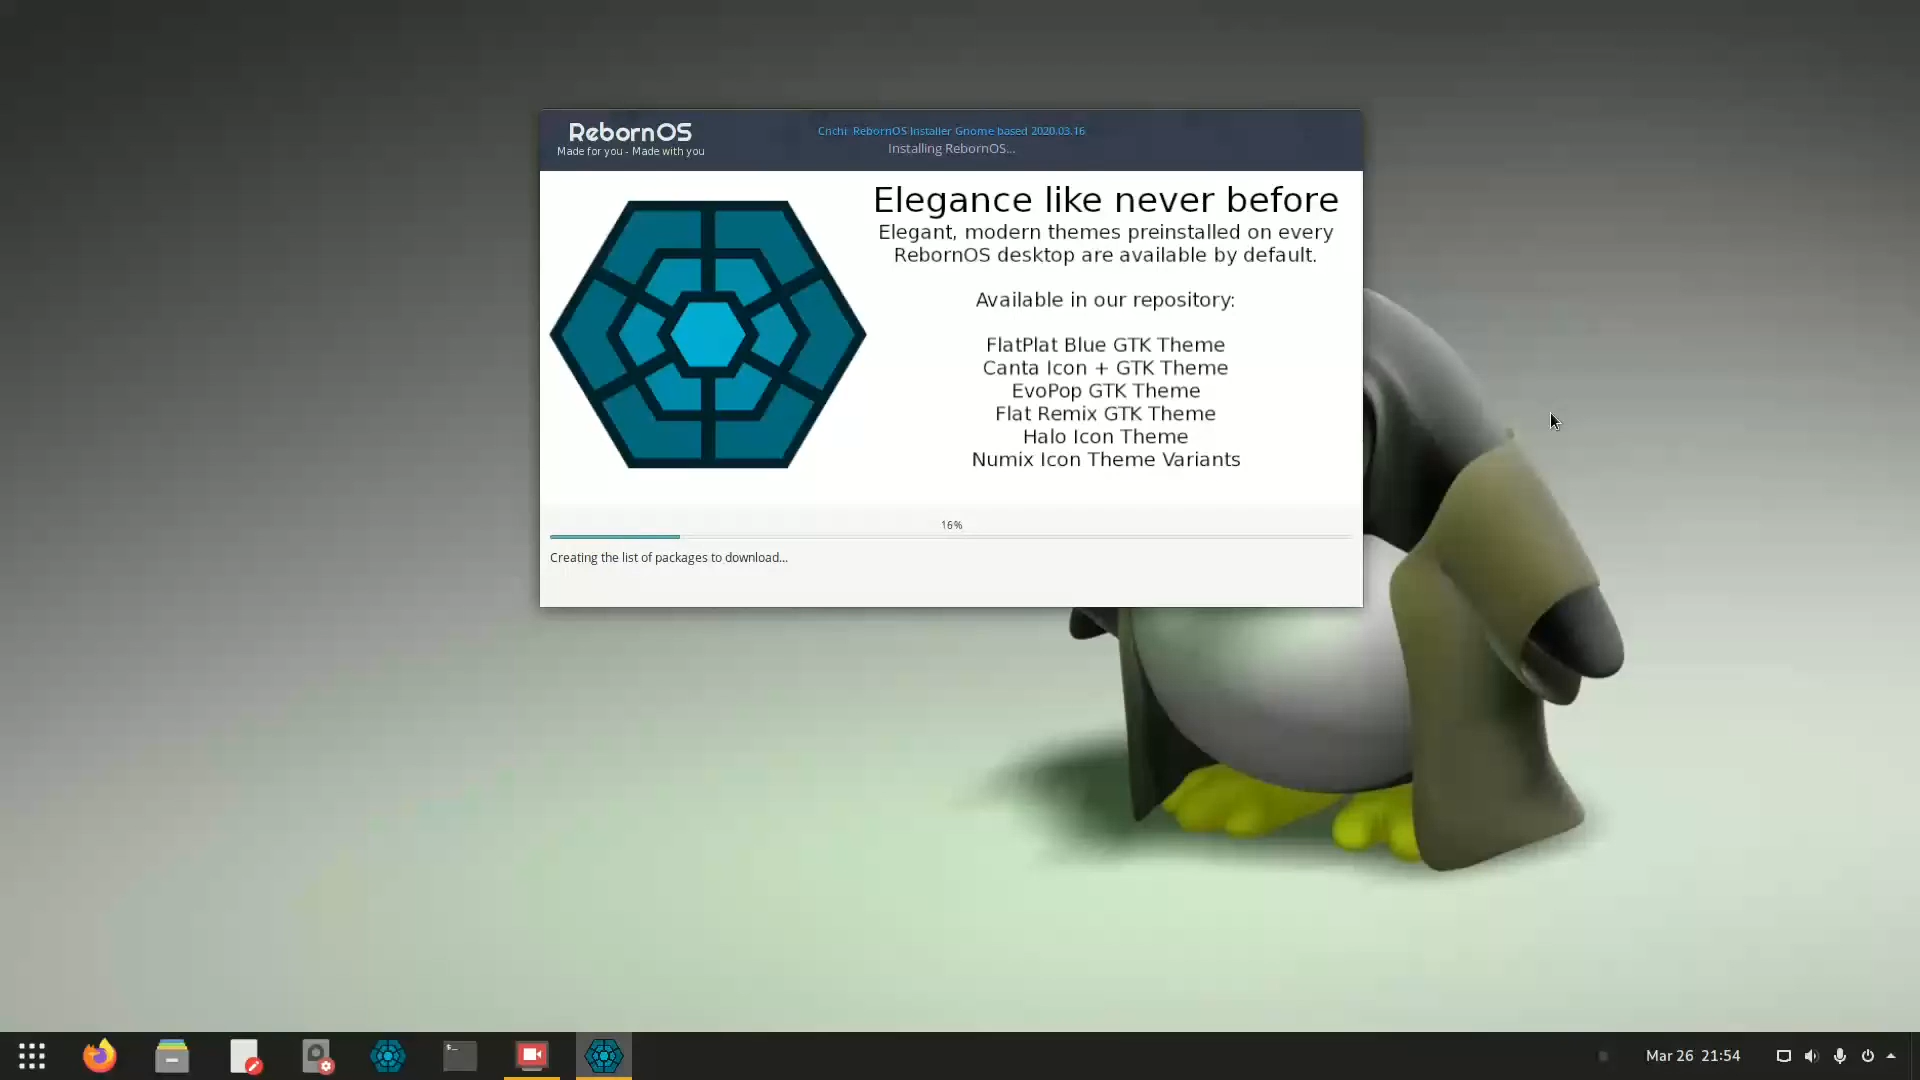 RebornOS
Made for you - Made with you
Cnchi RebornOS Installer Gnome based 2020.03.16
Installing RebornOS...
Elegance like never before
Elegant, modern themes preinstalled on every
RebornOS desktop are available by default.
Available in our repository:
FlatPlat Blue GTK Theme
Canta Icon + GTK Theme
EvoPop GTK Theme
Flat Remix GTK Theme
Halo Icon Theme
Numix Icon Theme Variants
16%
Creating the list of packages to download...
Mar 26 21:54